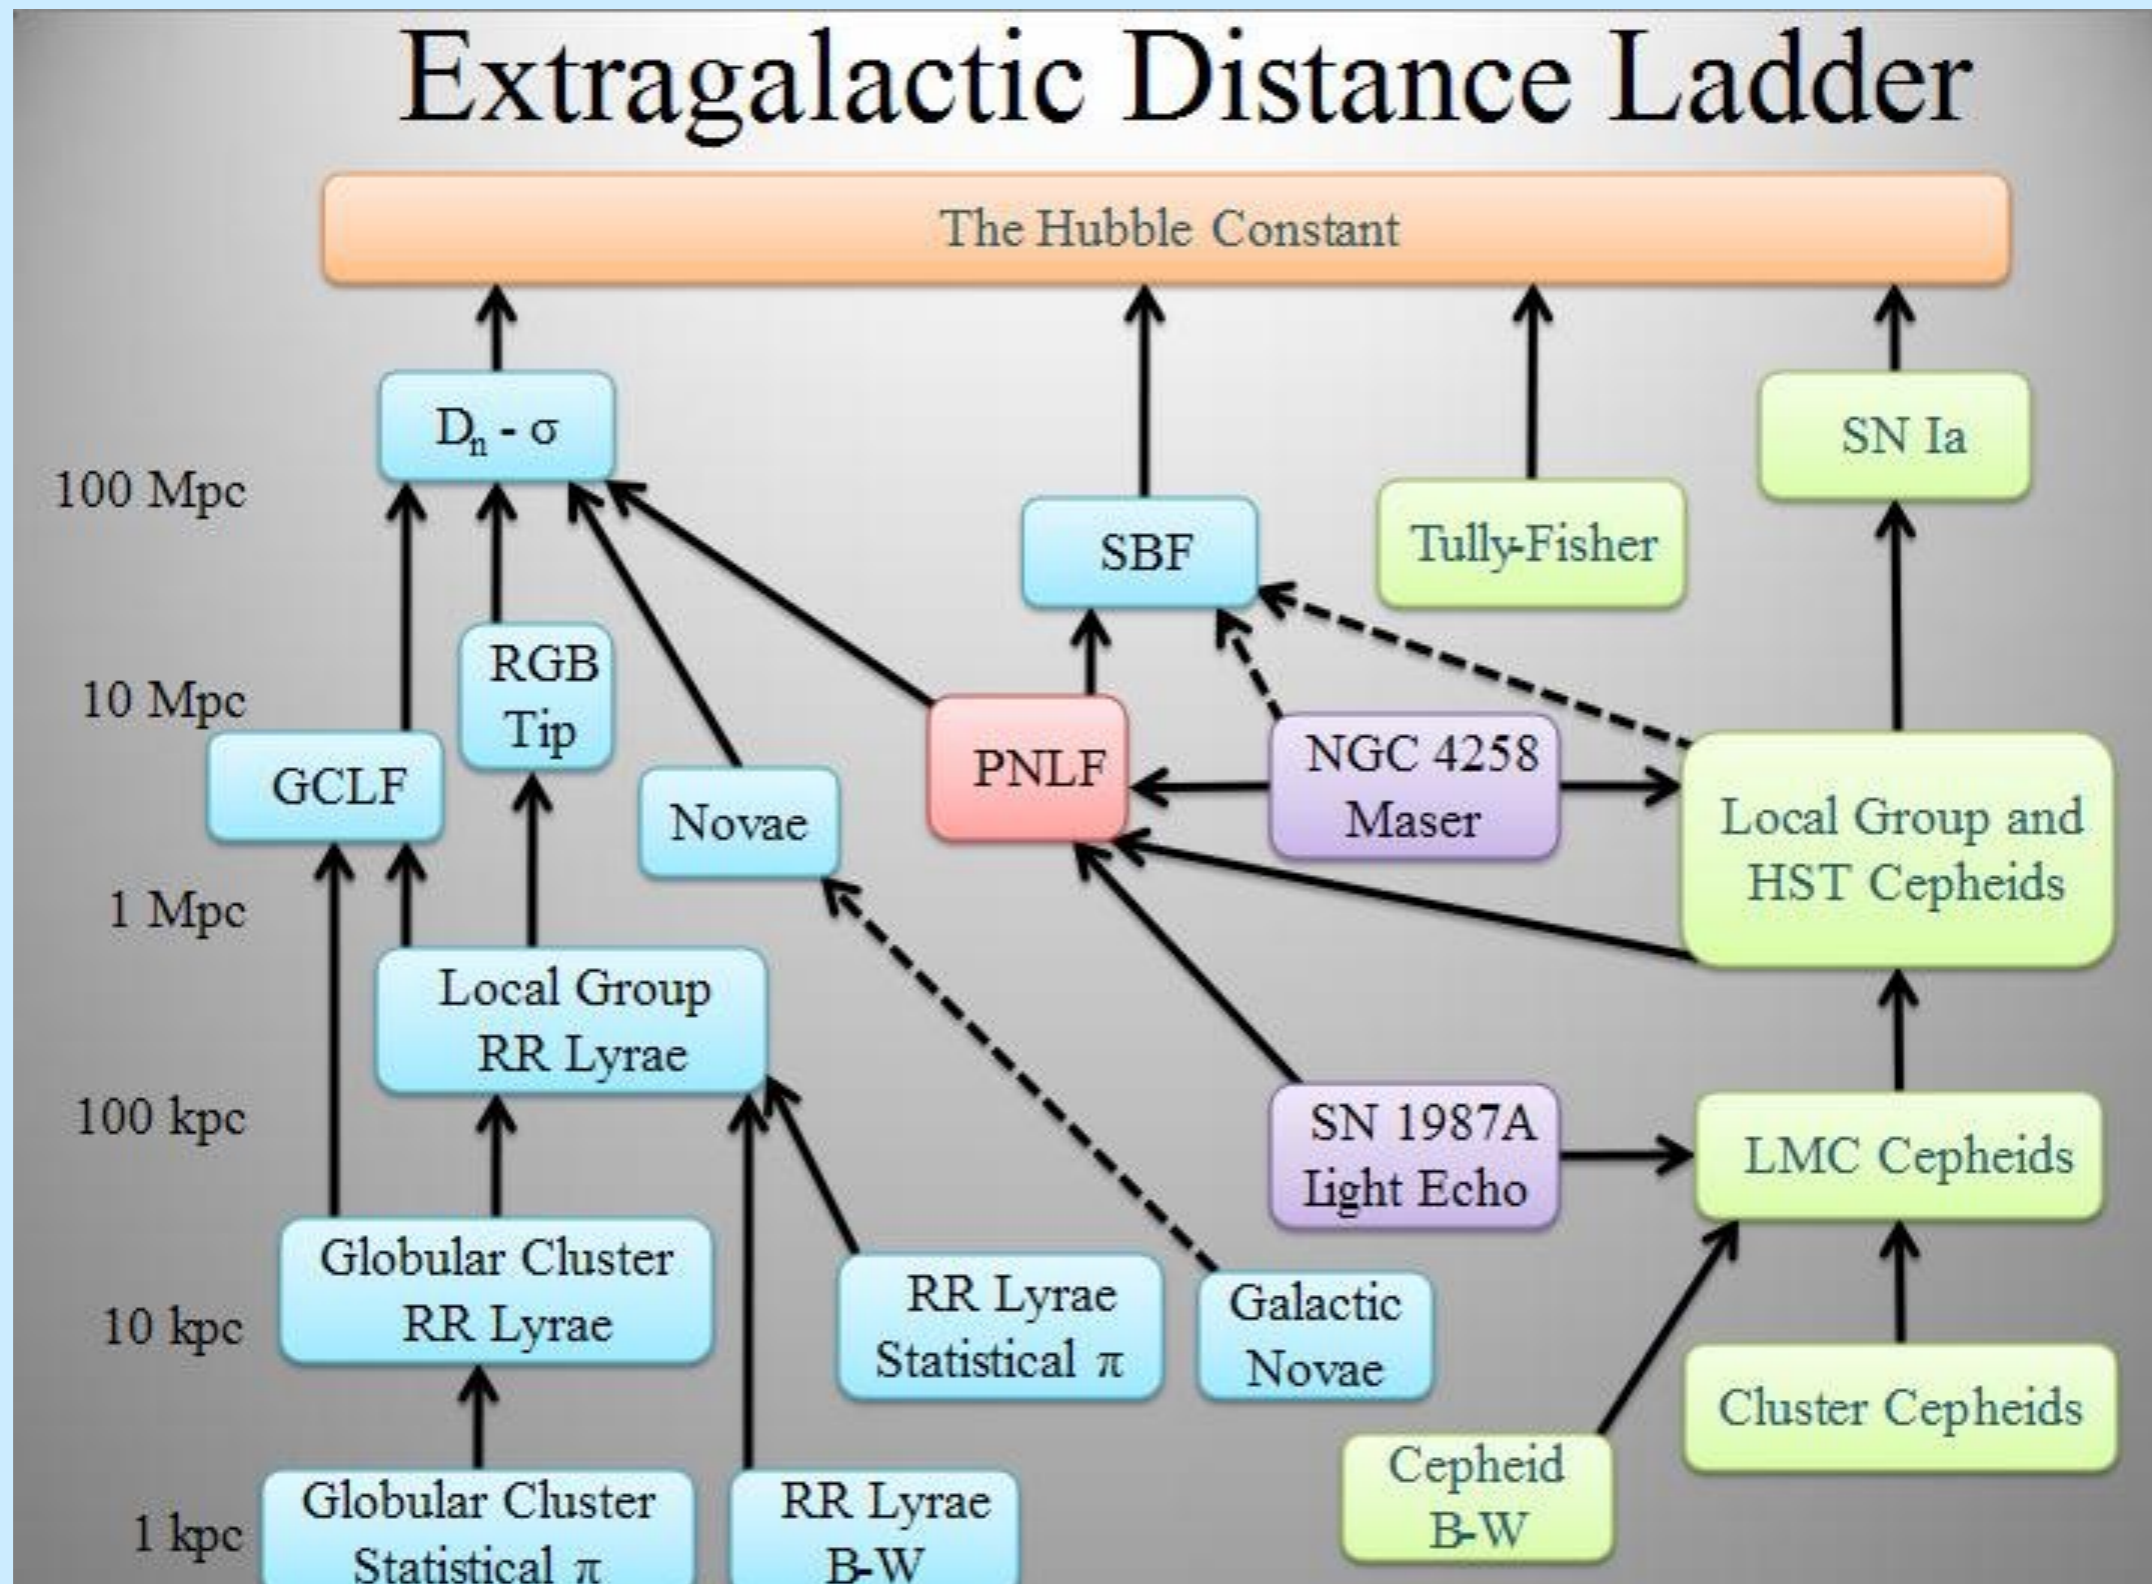 Extragalactic Distance Ladder
The Hubble Constant
Dn - σ
SN Ia
100 Mpc
SBF
Tully-Fisher
RGB
Tip
10 Mpc
GCLF
Novae
PNLF
NGC 4258
Maser
Local Group and
HST Cepheids
1 Mpc
Local Group
RR Lyrae
100 kpc
SN 1987A
Light Echo
LMC Cepheids
Globular Cluster
RR Lyrae
10 kpc
RR Lyrae
Statistical π
Galactic
Novae
Cluster Cepheids
Cepheid
B-W
1 kpc
Globular Cluster
Statistical π
RR Lyrae
B-W